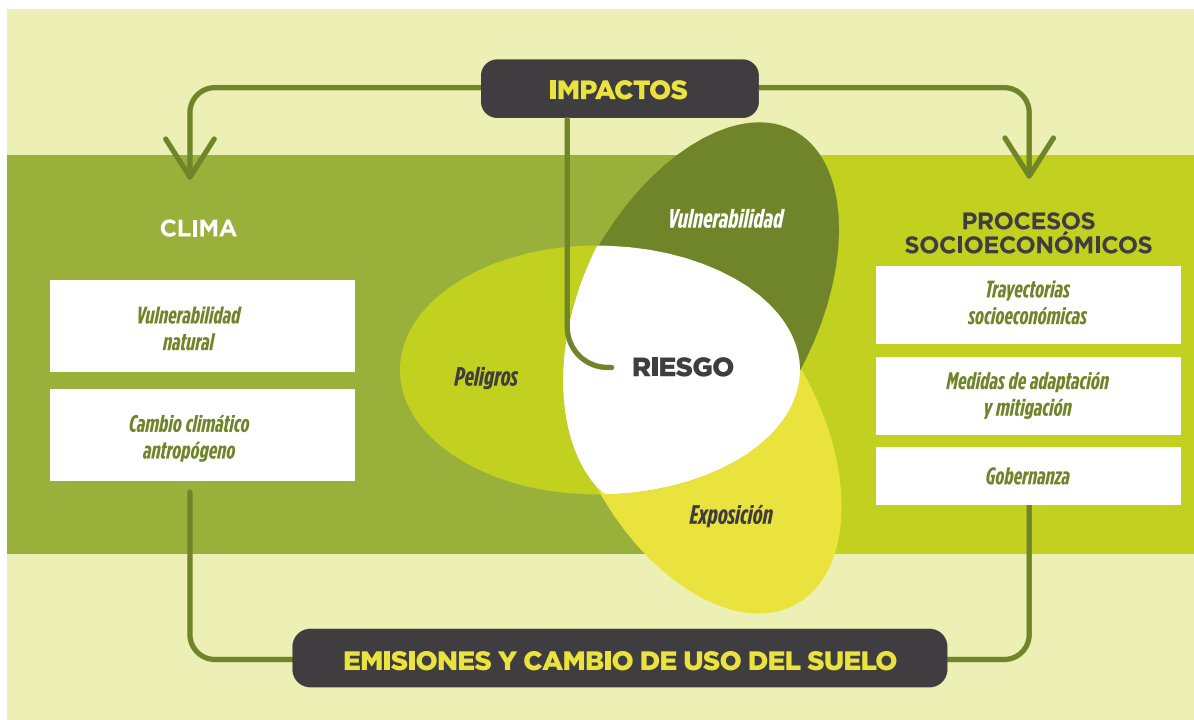 IMPACTOS
CLIMA
Vulnerabilidad
natural
Cambio climático
antropógeno
Vulnerabilidad
Peligros
RIESGO
Exposición
PROCESOS
SOCIOECONÓMICOS
Trayectorias
socioeconómicas
Medidas de adaptación
y mitigación
Gobernanza
EMISIONES Y CAMBIO DE USO DEL SUELO